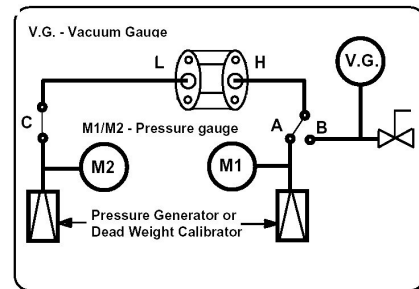 V.G. - Vacuum Gauge
L
H
V.G.
C
M1/M2 - Pressure gauge
A
B
M2
M1
Pressure Generator or
Dead Weight Calibrator